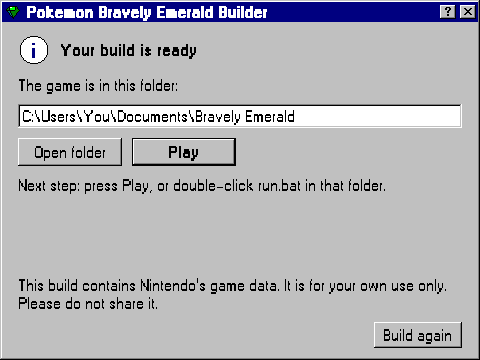 Pokemon Bravely Emerald Builder
Your build is ready
The game is in this folder:
C:\Users\You\Documents\Bravely Emerald
Open folder
Play
Next step: press Play, or double-click run.bat in that folder.
This build contains Nintendo's game data. It is for your own use only.
Please do not share it.
Build again